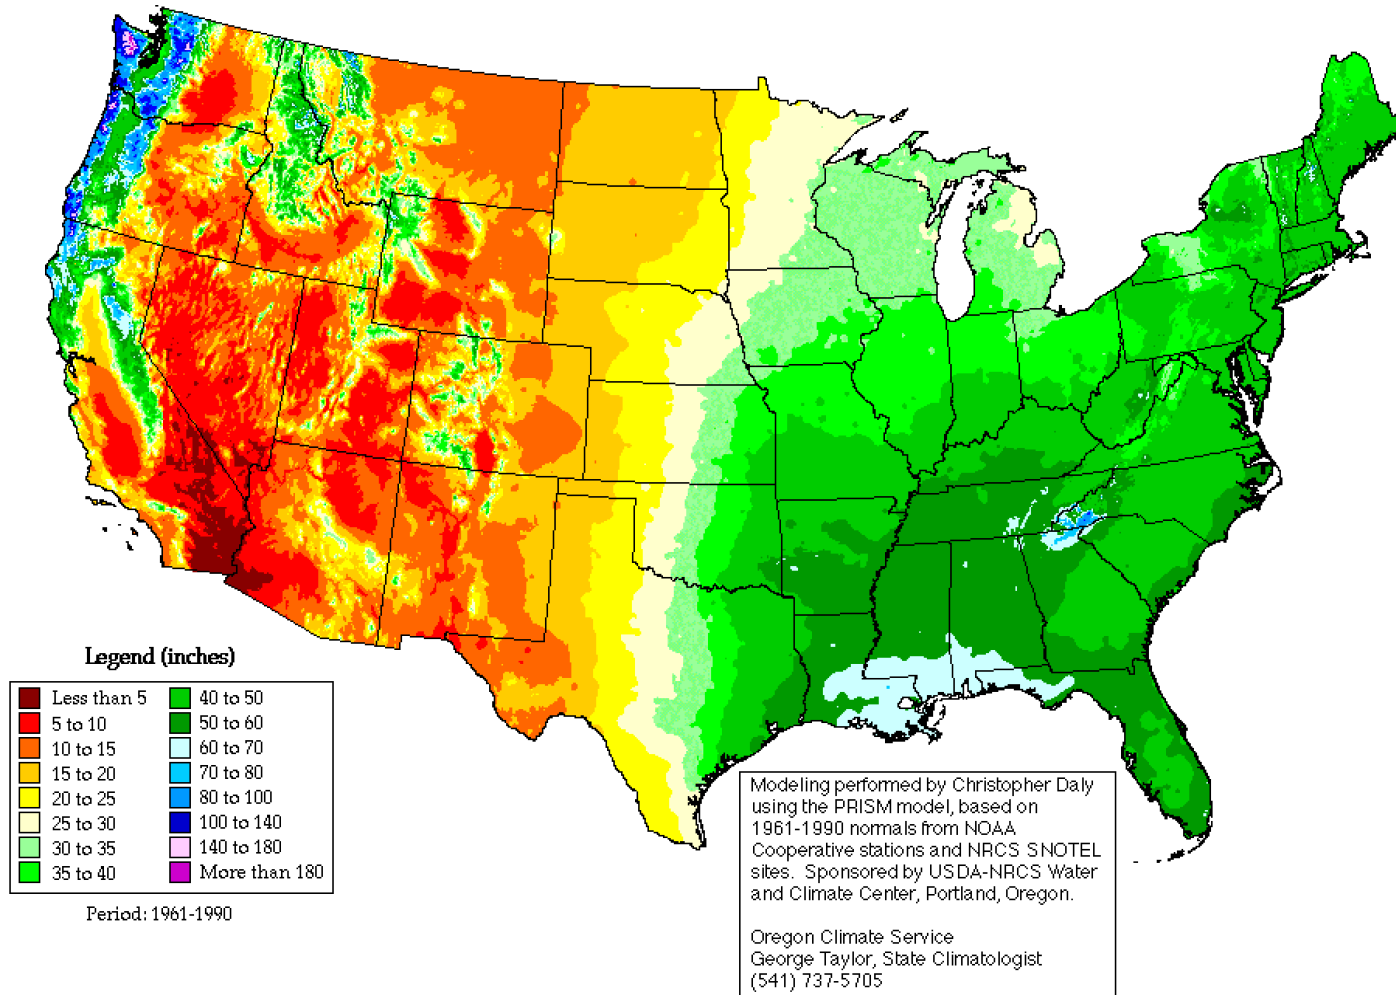 Legend (inches)
Less than 5
5 to 10
10 to 15
15 to 20
20 to 25
25 to 30
30 to 35
35 to 40
40 to 50
50 to 60
60 to 70
70 to 80
80 to 100
100 to 140
140 to 180
More than 180
Period: 1961-1990
Modeling performed by Christopher Daly
using the PRISM model, based on
1961-1990 normals from NOAA
Cooperative stations and NRCS SNOTEL
sites. Sponsored by USDA-NRCS Water
and Climate Center, Portland, Oregon.
Oregon Climate Service
George Taylor, State Climatologist
(541) 737-5705